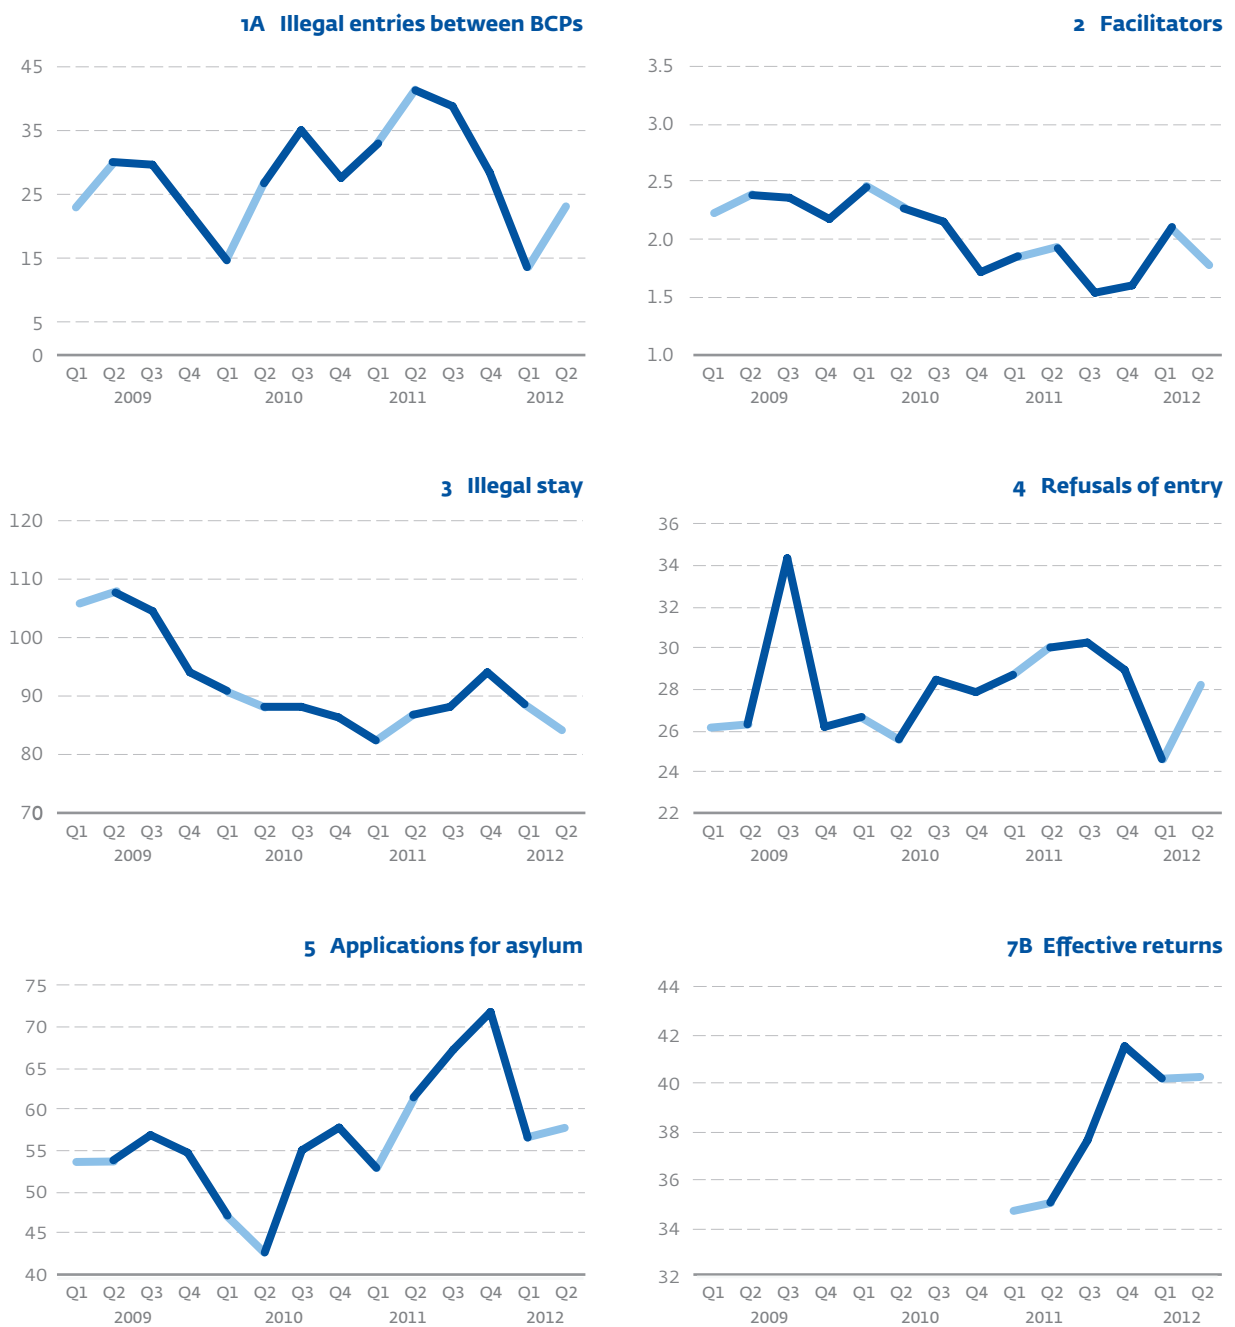 1A Illegal entries between BCPs
45
35
25
15
5
0
Q1 Q2 Q3 Q4 Q1 Q2 Q3 Q4 Q1 Q2 Q3 Q4 Q1 Q2
2009 2010 2011 2012
2 Facilitators
3.5
3.0
2.5
2.0
1.5
1.0
Q1 Q2 Q3 Q4 Q1 Q2 Q3 Q4 Q1 Q2 Q3 Q4 Q1 Q2
2009 2010 2011 2012
3 Illegal stay
120
110
100
90
80
70
Q1 Q2 Q3 Q4 Q1 Q2 Q3 Q4 Q1 Q2 Q3 Q4 Q1 Q2
2009 2010 2011 2012
4 Refusals of entry
36
34
32
30
28
26
24
22
Q1 Q2 Q3 Q4 Q1 Q2 Q3 Q4 Q1 Q2 Q3 Q4 Q1 Q2
2009 2010 2011 2012
5 Applications for asylum
75
70
65
60
55
50
45
40
Q1 Q2 Q3 Q4 Q1 Q2 Q3 Q4 Q1 Q2 Q3 Q4 Q1 Q2
2009 2010 2011 2012
7B Effective returns
44
42
40
38
36
34
32
Q1 Q2 Q3 Q4 Q1 Q2 Q3 Q4 Q1 Q2 Q3 Q4 Q1 Q2
2009 2010 2011 2012